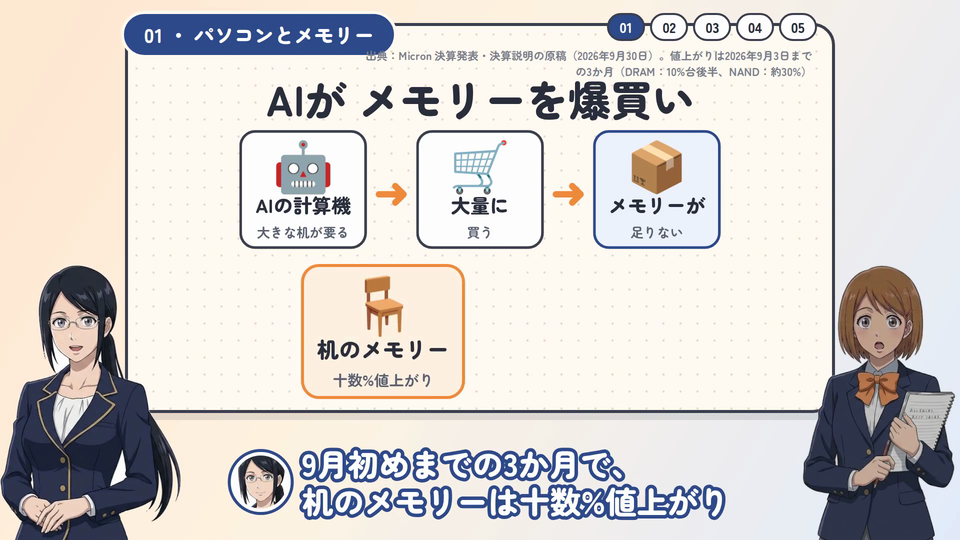 01 ・ パソコンとメモリー
01 02 03 04 05
出典：Micron 決算発表・決算説明の原稿（2026年9月30日）。値上がりは2026年9月3日まで
の3か月（DRAM：10%台後半、NAND：約30%）
AIが メモリーを爆買い
AIの計算機
大きな机が要る
大量に
買う
メモリーが
足りない
机のメモリー
十数%値上がり
9月初めまでの3か月で、
机のメモリーは十数%値上がり